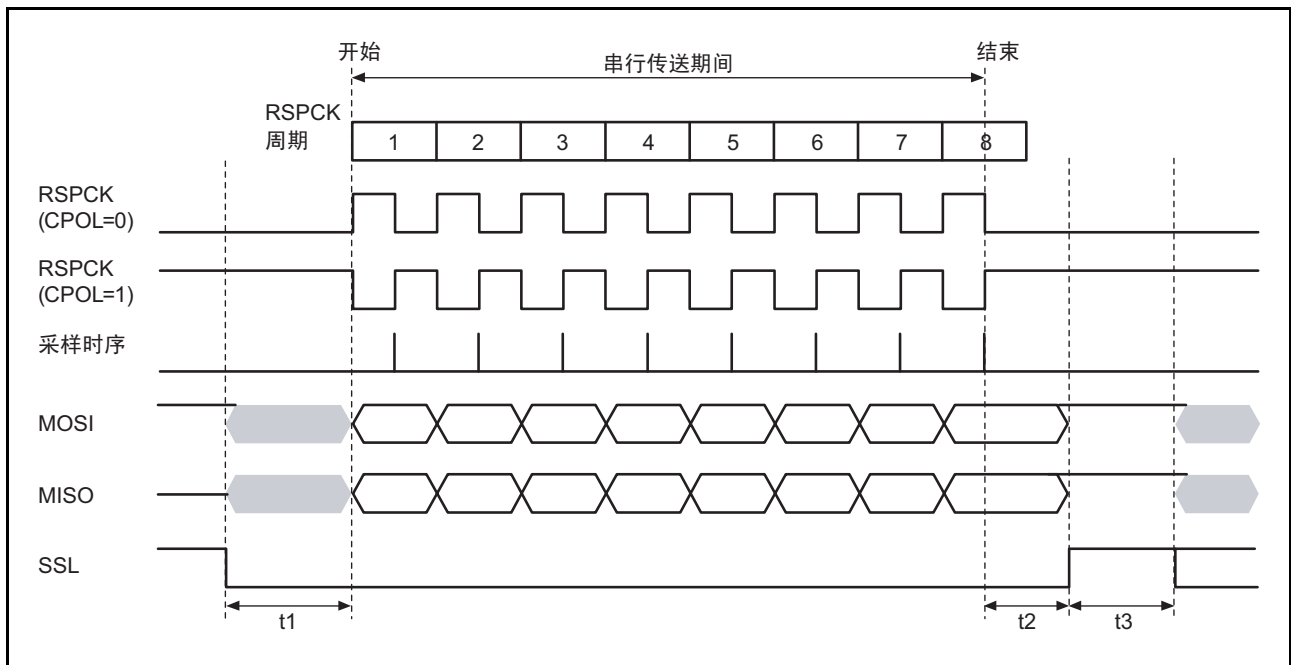 开始
串行传送期间
结束
RSPCK
周期
1 2 3 4 5 6 7 8
RSPCK
(CPOL=0)
RSPCK
(CPOL=1)
采样时序
MOSI
MISO
SSL
t1 t2 t3